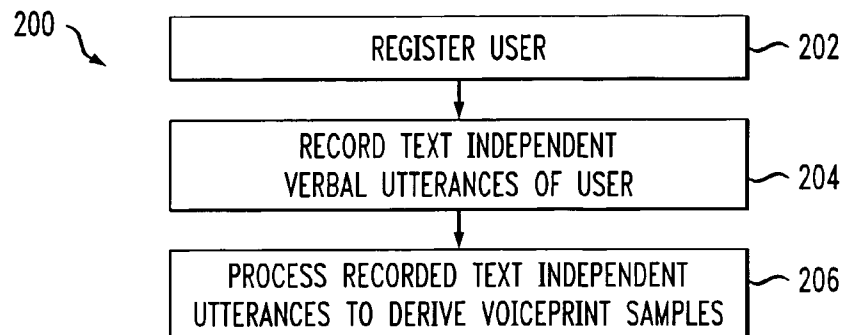 200
REGISTER USER
202
RECORD TEXT INDEPENDENT
VERBAL UTTERANCES OF USER
204
PROCESS RECORDED TEXT INDEPENDENT
UTTERANCES TO DERIVE VOICEPRINT SAMPLES
206